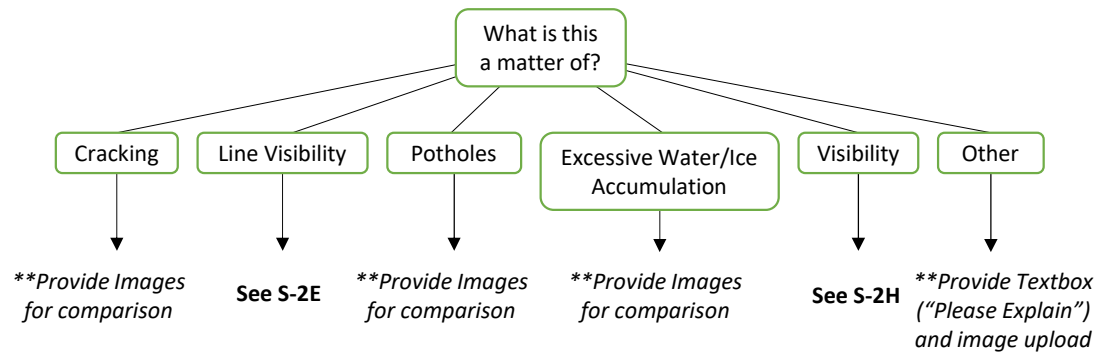 What is this
a matter of?
Cracking
Line Visibility
Potholes
Excessive Water/Ice
Accumulation
Visibility
Other
**Provide Images
for comparison
See S-2E
**Provide Images
for comparison
**Provide Images
for comparison
See S-2H
**Provide Textbox
(“Please Explain”)
and image upload